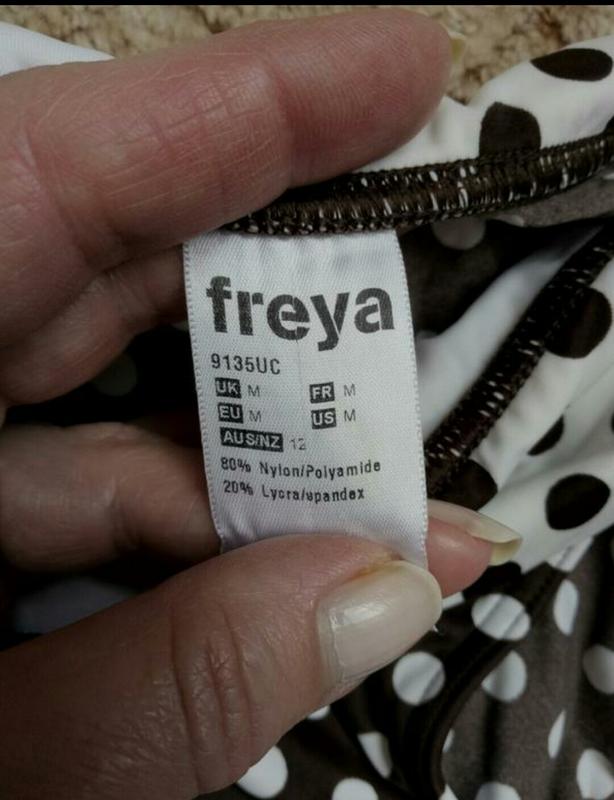 freya
9135UC
UK M FR M
EU M US M
AUS/NZ 12
80% Nylon/Polyamide
20% Lycra/spandex